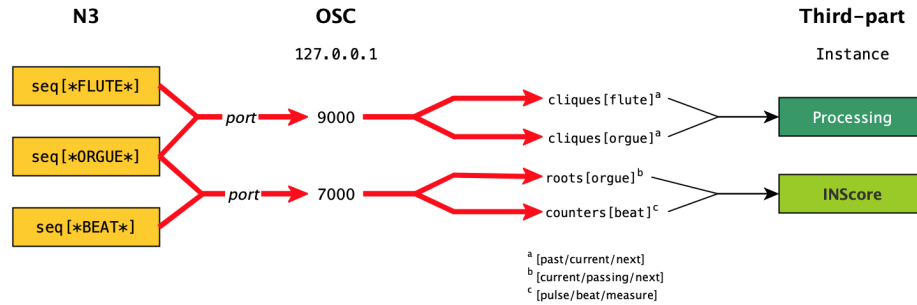 N3 OSC Third-part
127.0.0.1 Instance
seq[*FLUTE*]
port 9000 cliques[flute]ᵃ Processing
cliques[orgue]ᵃ
seq[*ORGUE*]
port 7000 roots[orgue]ᵇ INScore
counters[beat]ᶜ
seq[*BEAT*]
ᵃ [past/current/next]
ᵇ [current/passing/next]
ᶜ [pulse/beat/measure]